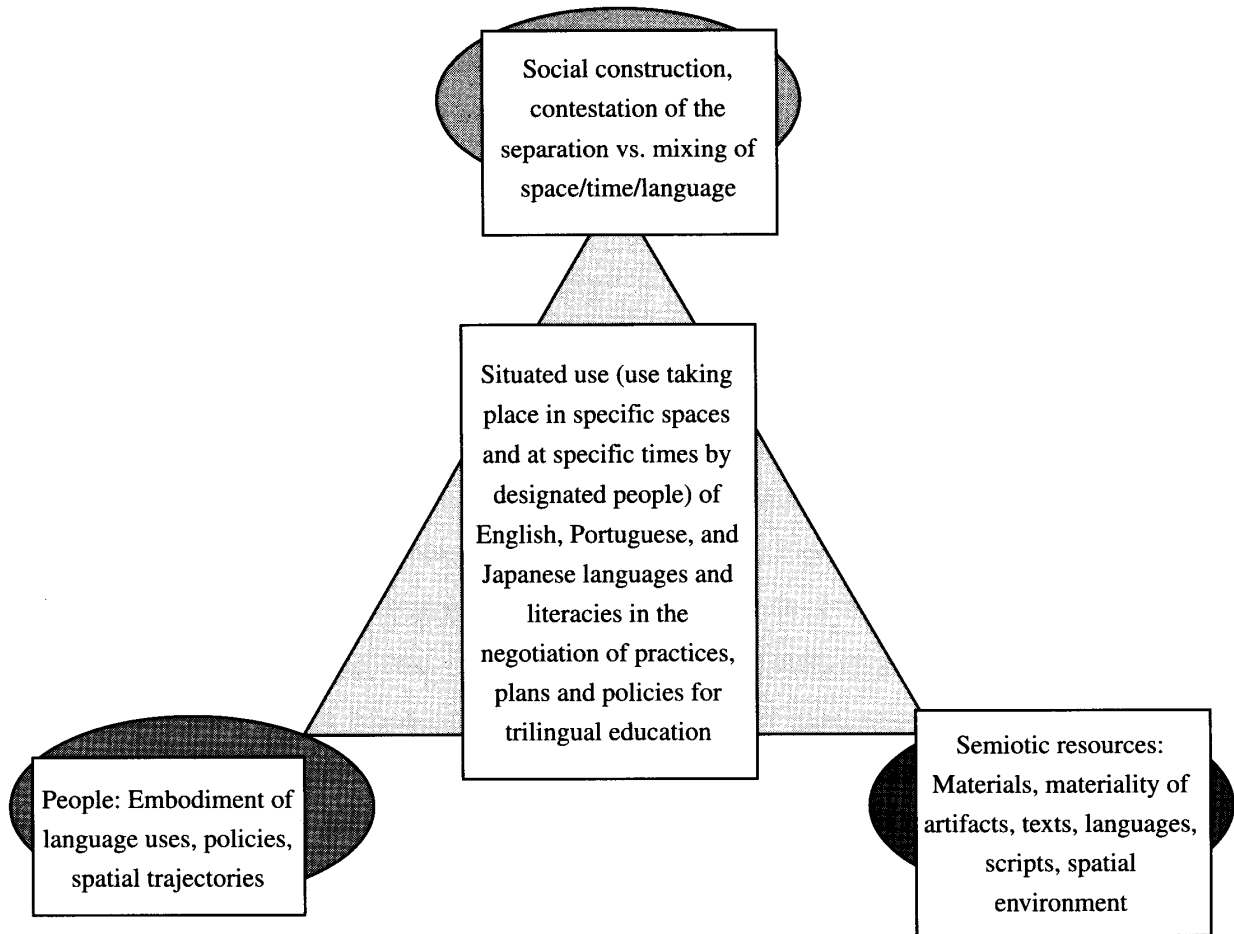 Social construction,
contestation of the
separation vs. mixing of
space/time/language
Situated use (use taking
place in specific spaces
and at specific times by
designated people) of
English, Portuguese, and
Japanese languages and
literacies in the
negotiation of practices,
plans and policies for
trilingual education
People: Embodiment of
language uses, policies,
spatial trajectories
Semiotic resources:
Materials, materiality of
artifacts, texts, languages,
scripts, spatial
environment